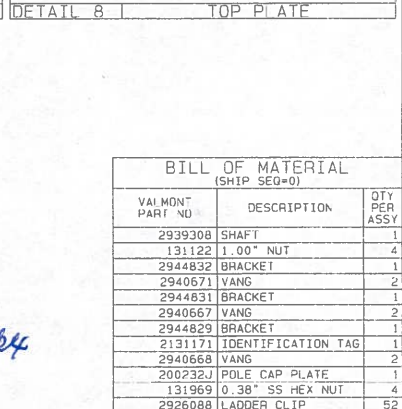 DETAIL 8 TOP PLATE
BILL OF MATERIAL
(SHIP SEQ=0)
VALMONT PART NO DESCRIPTION QTY PER ASSY
2939308 SHAFT 1
131122 1.00" NUT 4
2944832 BRACKET 1
2940671 VANG 2
2944831 BRACKET 1
2940667 VANG 2
2944829 BRACKET 1
2131171 IDENTIFICATION TAG 1
2940668 VANG 2
200232J POLE CAP PLATE 1
131969 0.38" SS HEX NUT 4
2926088 LADDER CLIP 52